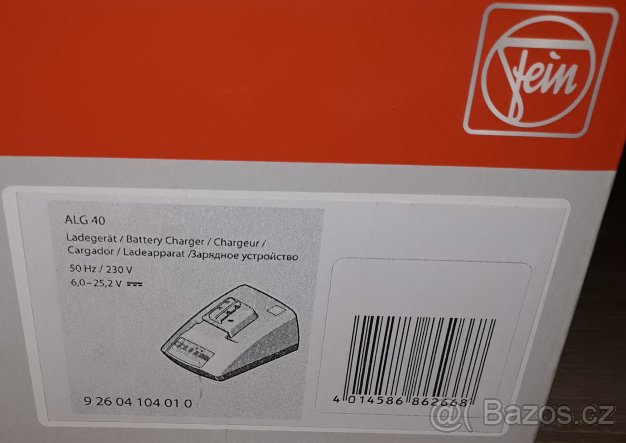 fein
ALG 40
Ladegerät / Battery Charger / Chargeur /
Cargador / Ladeapparat /Зарядное устройство
50 Hz / 230 V
6,0–25,2 V ⎓
9 26 04 104 01 0
4 014586 862668
Bazos.cz